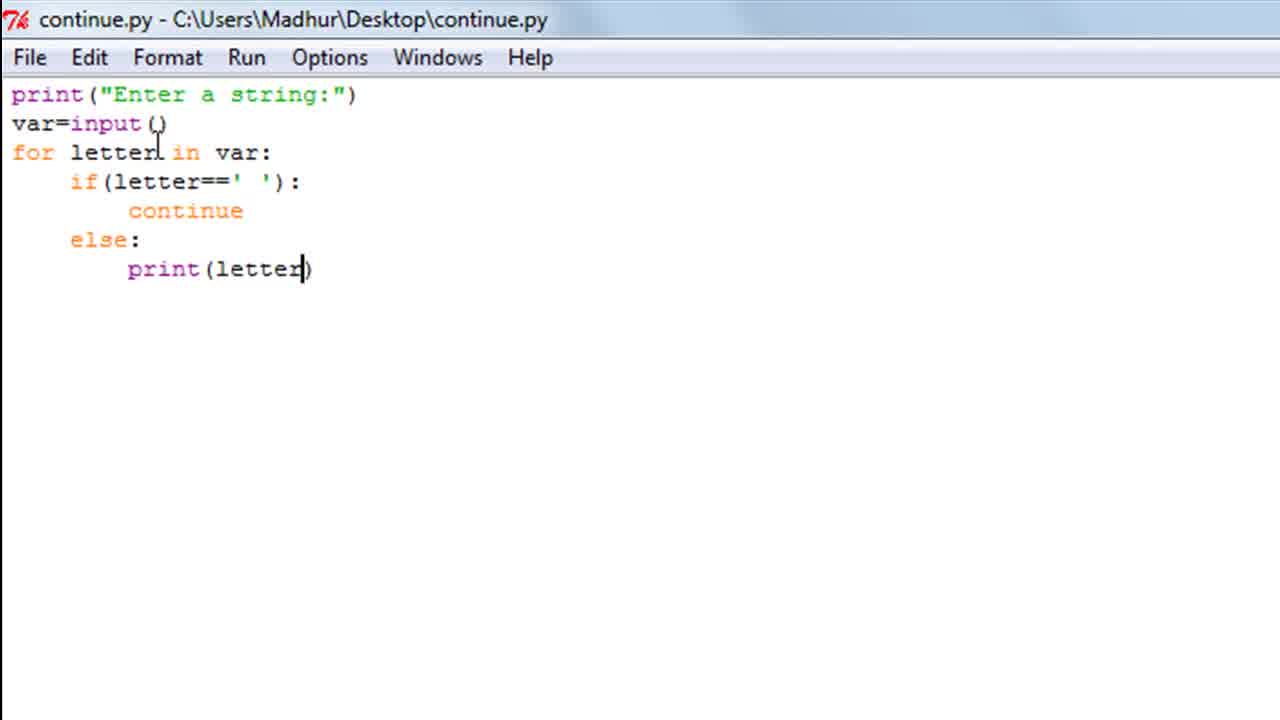 continue.py - C:\Users\Madhur\Desktop\continue.py
File Edit Format Run Options Windows Help
print("Enter a string:")
var=input()
for letter in var:
    if(letter==' '):
        continue
    else:
        print(letter)